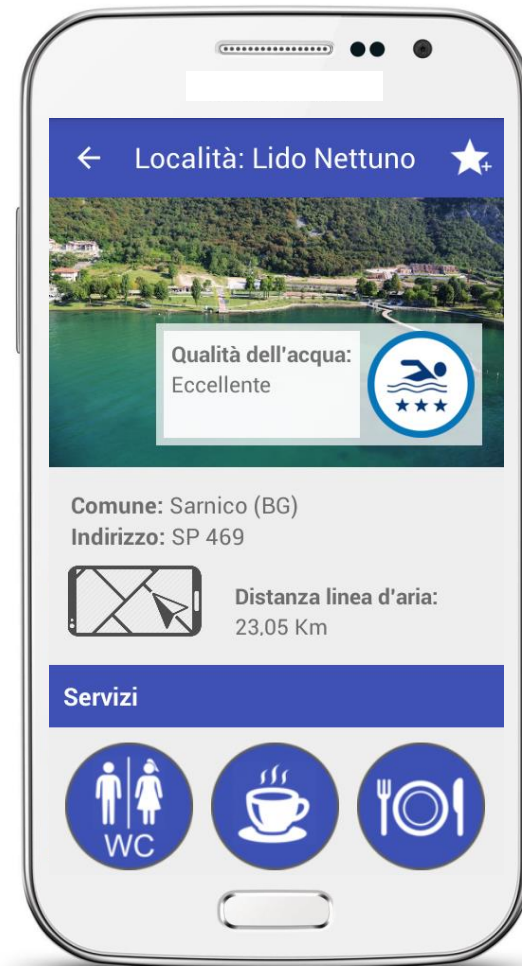 Località: Lido Nettuno
Qualità dell'acqua:
Eccellente
Comune: Sarnico (BG)
Indirizzo: SP 469
Distanza linea d'aria:
23,05 Km
Servizi
WC